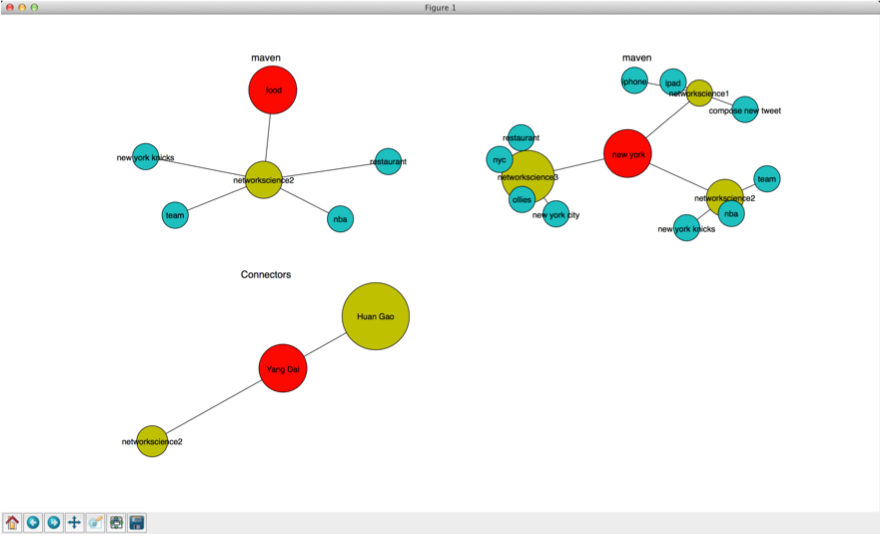 Figure 1
maven
food
new york knicks
restaurant
networkscience2
team
nba
maven
iphone
ipad
networkscience1
compose new tweet
restaurant
nyc
new york
networkscience3
team
ollies
networkscience2
new york city
nba
new york knicks
Connectors
Huan Gao
Yang Dai
networkscience2